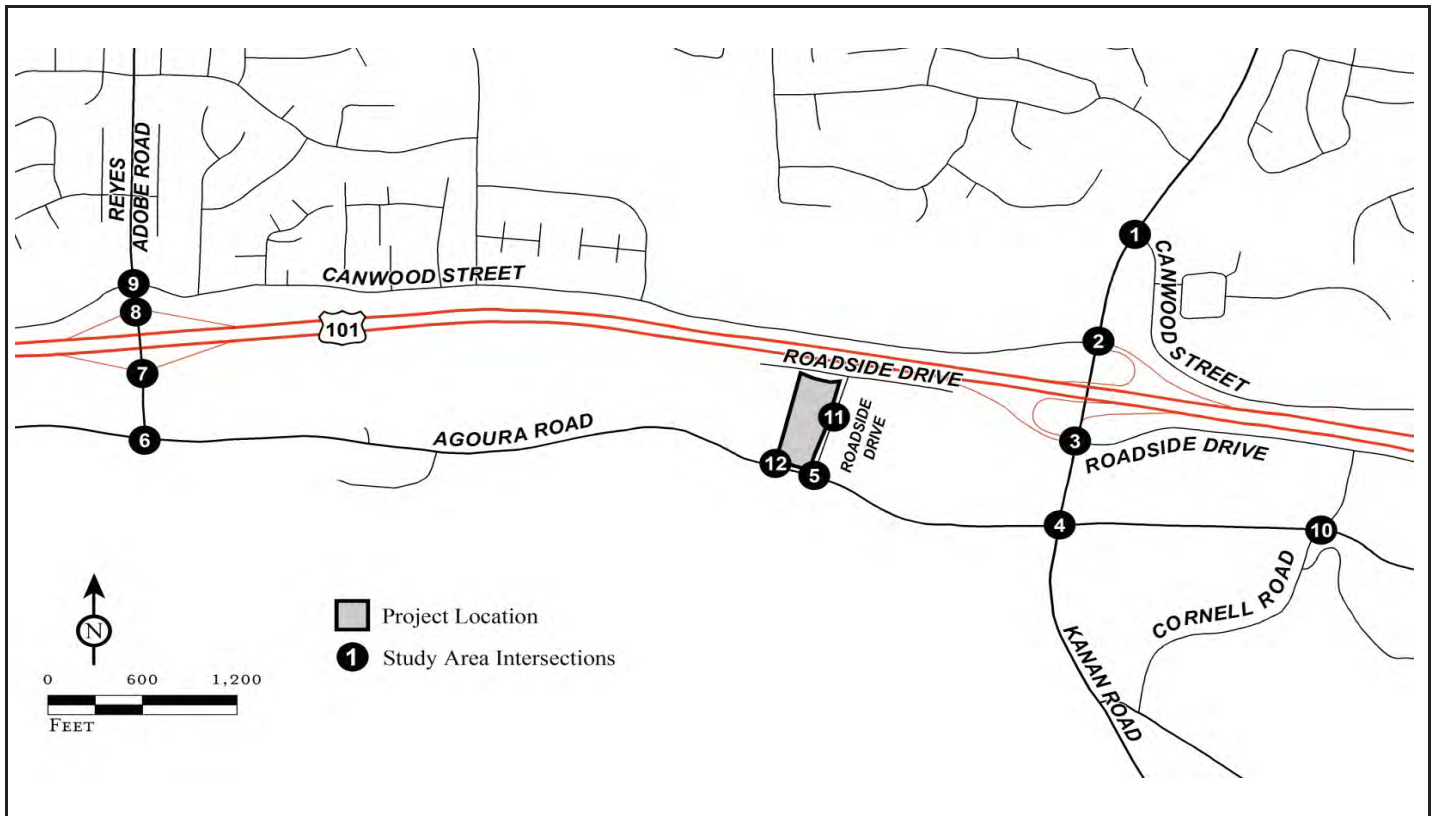 REYES
ADOBE ROAD
1
CANWOOD
STREET
9
CANWOOD STREET
8
101
2
7
ROADSIDE DRIVE
11
ROADSIDE
DRIVE
6
AGOURA ROAD
3
ROADSIDE DRIVE
12
5
4
10
CORNELL ROAD
KANAN ROAD
N
0 600 1,200
FEET
Project Location
1 Study Area Intersections